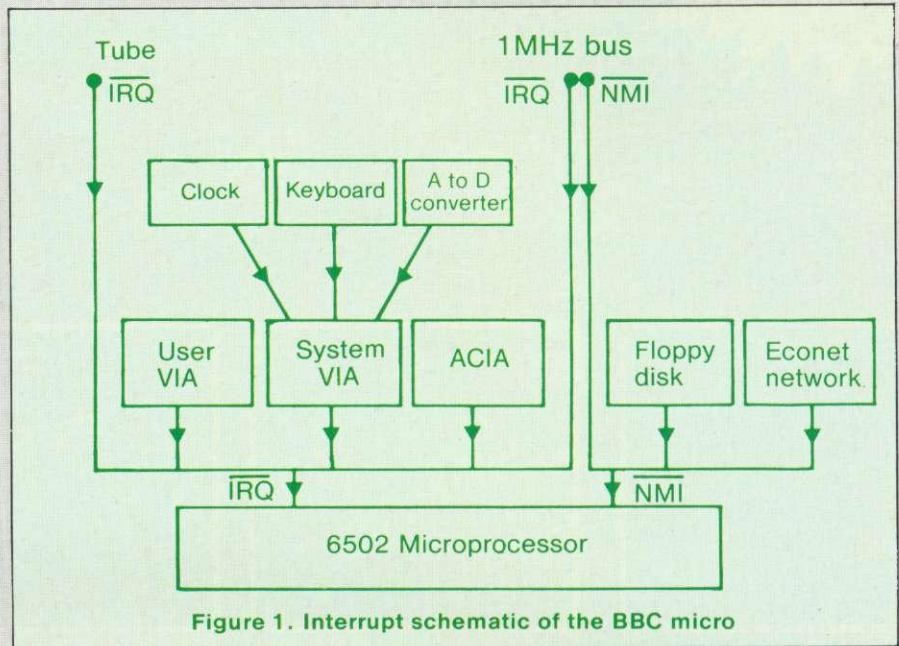 Tube
1MHz bus
IRQ
IRQ
NMI
Clock
Keyboard
A to D
converter
User
VIA
System
VIA
ACIA
Floppy
disk
Econet
network
IRQ
NMI
6502 Microprocessor
Figure 1. Interrupt schematic of the BBC micro